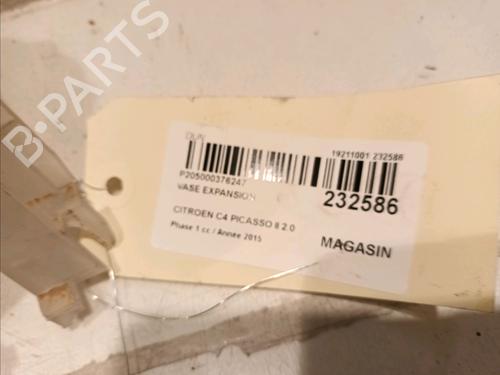 B-PARTS
19211001 232586
P205000376247
VASE EXPANSION
232586
CITROEN C4 PICASSO II 2.0
Phase 1 cc / Annee 2015
MAGASIN